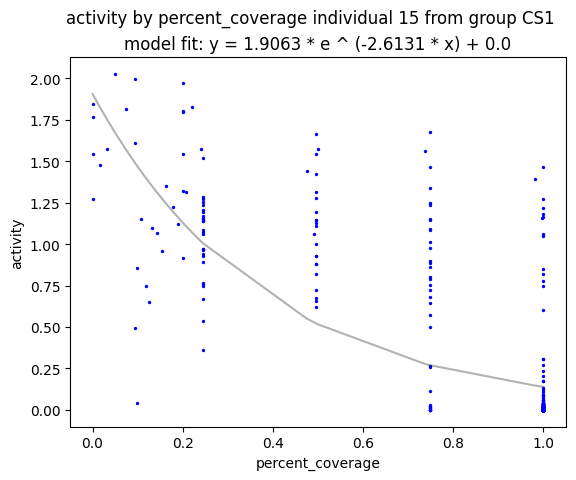 activity by percent_coverage individual 15 from group CS1
model fit: y = 1.9063 * e ^ (-2.6131 * x) + 0.0
2.00
1.75
1.50
1.25
1.00
0.75
0.50
0.25
0.00
activity
0.0 0.2 0.4 0.6 0.8 1.0
percent_coverage